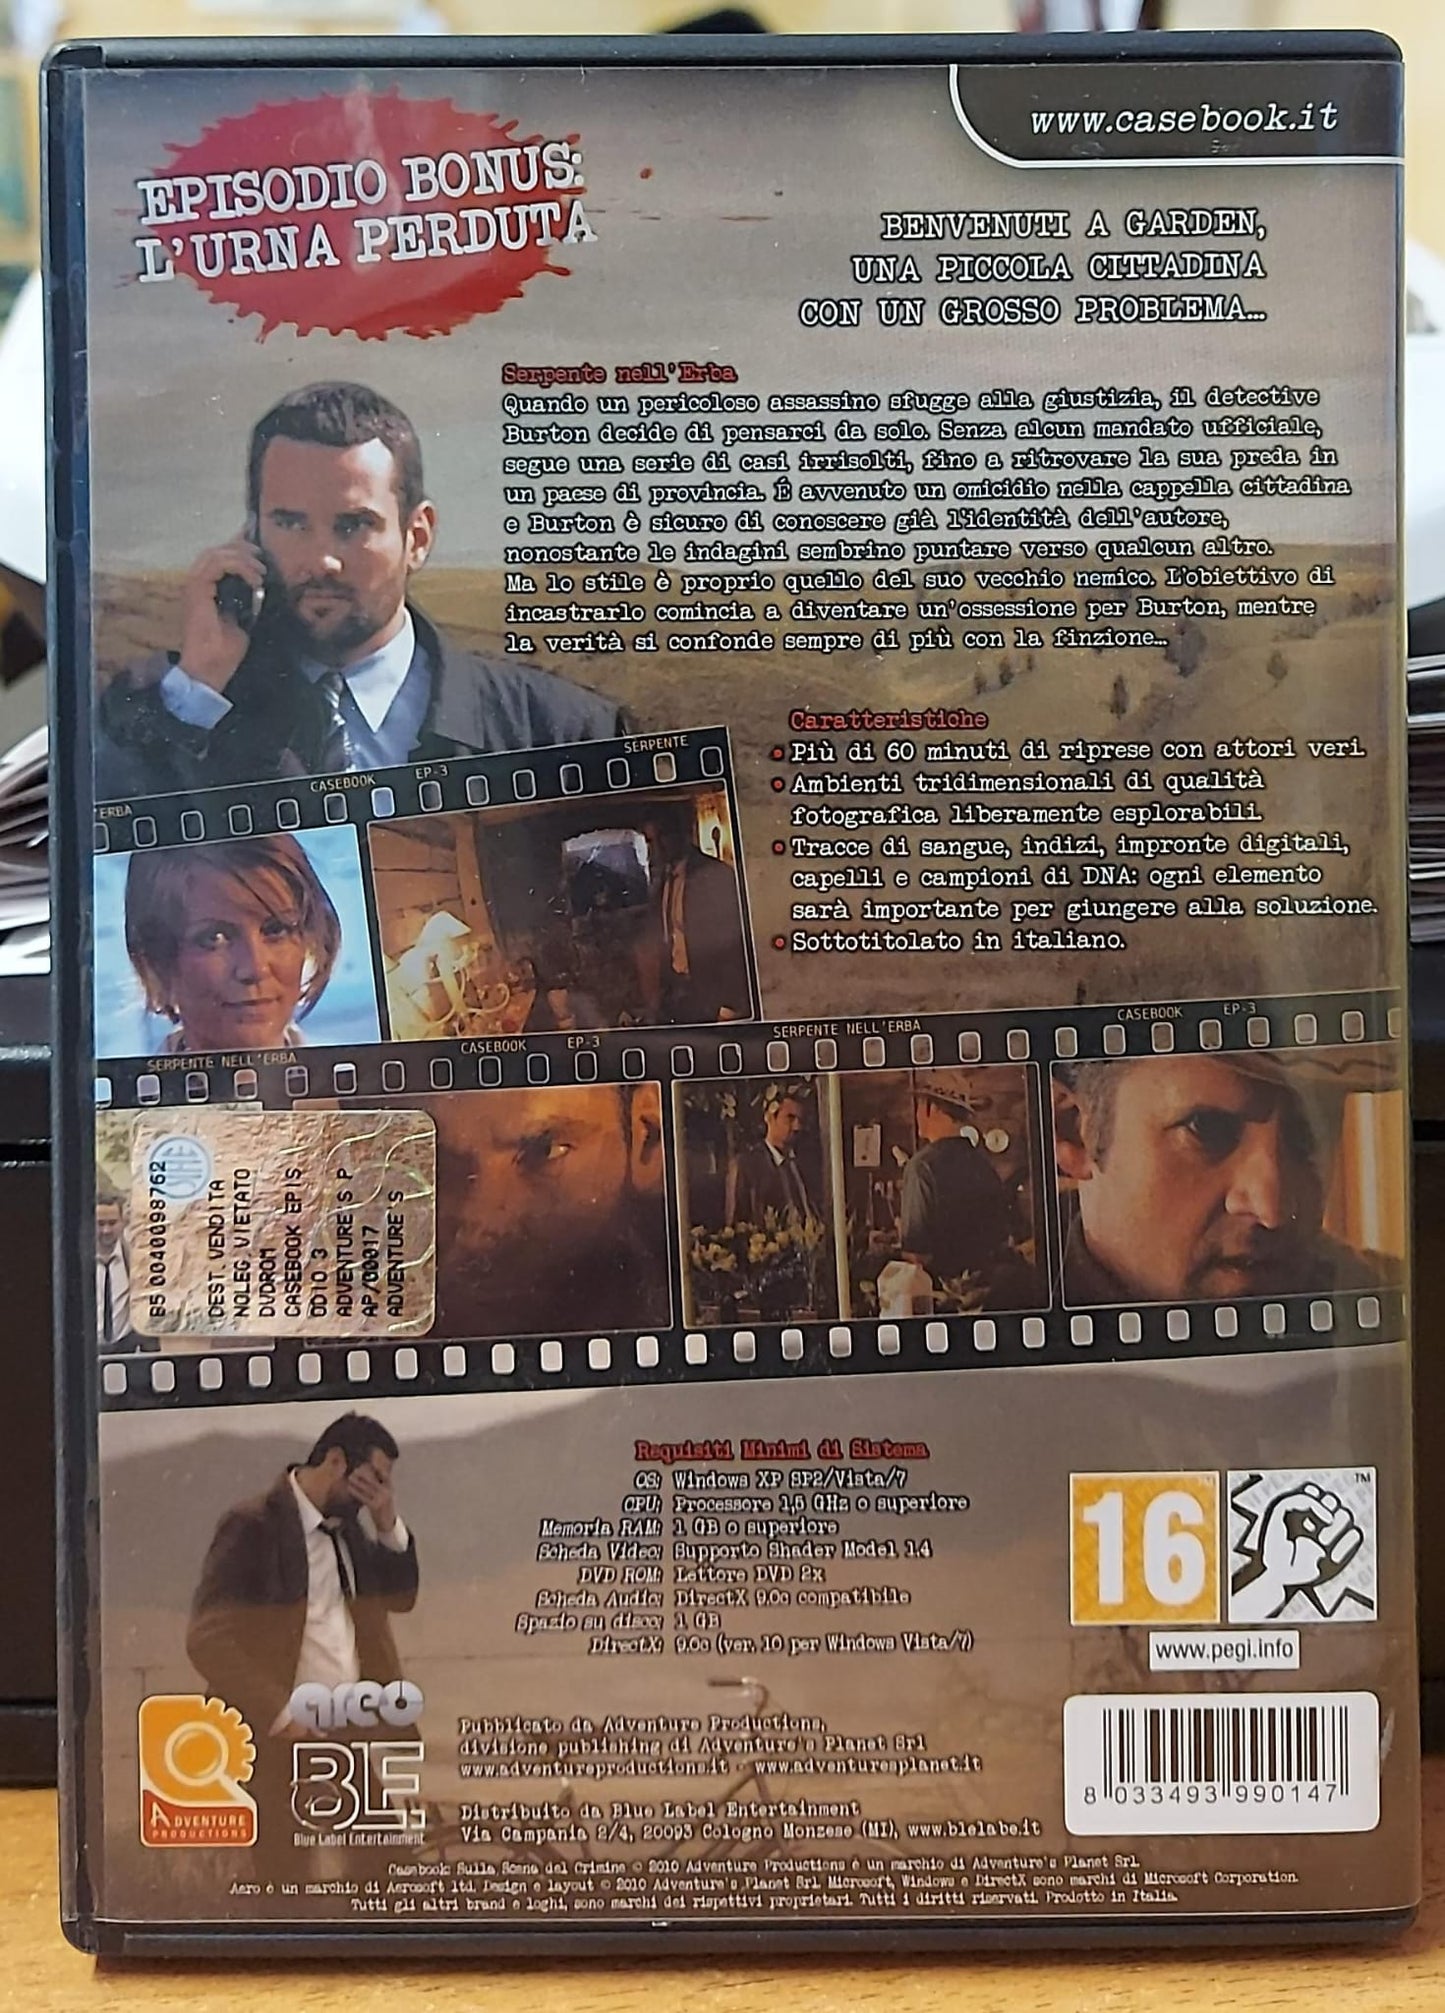 www.casebook.it
EPISODIO BONUS:
L'URNA PERDUTA
BENVENUTI A GARDEN,
UNA PICCOLA CITTADINA
CON UN GROSSO PROBLEMA...
Serpente nell'Erba
Quando un pericoloso assassino sfugge alla giustizia, il detective
Burton decide di pensarci da solo. Senza alcun mandato ufficiale,
segue una serie di casi irrisolti, fino a ritrovare la sua preda in
un paese di provincia. É avvenuto un omicidio nella cappella cittadina
e Burton è sicuro di conoscere già l'identità dell'autore,
nonostante le indagini sembrino puntare verso qualcun altro.
Ma lo stile è proprio quello del suo vecchio nemico. L'obiettivo di
incastrarlo comincia a diventare un'ossessione per Burton, mentre
la verità si confonde sempre di più con la finzione...
Caratteristiche
• Più di 60 minuti di riprese con attori veri.
• Ambienti tridimensionali di qualità
fotografica liberamente esplorabili.
• Tracce di sangue, indizi, impronte digitali,
capelli e campioni di DNA: ogni elemento
sarà importante per giungere alla soluzione.
• Sottotitolato in italiano.
ERBA CASEBOOK EP-3 SERPENTE
SERPENTE NELL'ERBA CASEBOOK EP-3 SERPENTE NELL'ERBA CASEBOOK EP-3
B5 0040098762
DEST.VENDITA
NOLEG.VIETATO
DVDROM
CASEBOOK EPIS
ODIO 3
ADVENTURE'S P
AP/00017
ADVENTURE'S
Requisiti Minimi di Sistema
OS: Windows XP SP2/Vista/7
CPU: Processore 1,5 GHz o superiore
Memoria RAM: 1 GB o superiore
Scheda Video: Supporto Shader Model 1.4
DVD ROM: Lettore DVD 2x
Scheda Audio: DirectX 9.0c compatibile
Spazio su disco: 1 GB
DirectX: 9.0c (ver. 10 per Windows Vista/7)
16
TM
www.pegi.info
ADVENTURE
PRODUCTIONS
BLE.
Blue Label Entertainment
Pubblicato da Adventure Productions,
divisione publishing di Adventure's Planet Srl
www.adventureproductions.it - www.adventuresplanet.it
Distribuito da Blue Label Entertainment
Via Campania 2/4, 20093 Cologno Monzese (MI), www.blelabe.it
8 033493 990147
Casebook: Sulla Scena del Crimine © 2010 Adventure Productions è un marchio di Adventure's Planet Srl.
Aero è un marchio di Aerosoft ltd. Design e layout © 2010 Adventure's Planet Srl. Microsoft, Windows e DirectX sono marchi di Microsoft Corporation.
Tutti gli altri brand e loghi, sono marchi dei rispettivi proprietari. Tutti i diritti riservati. Prodotto in Italia.